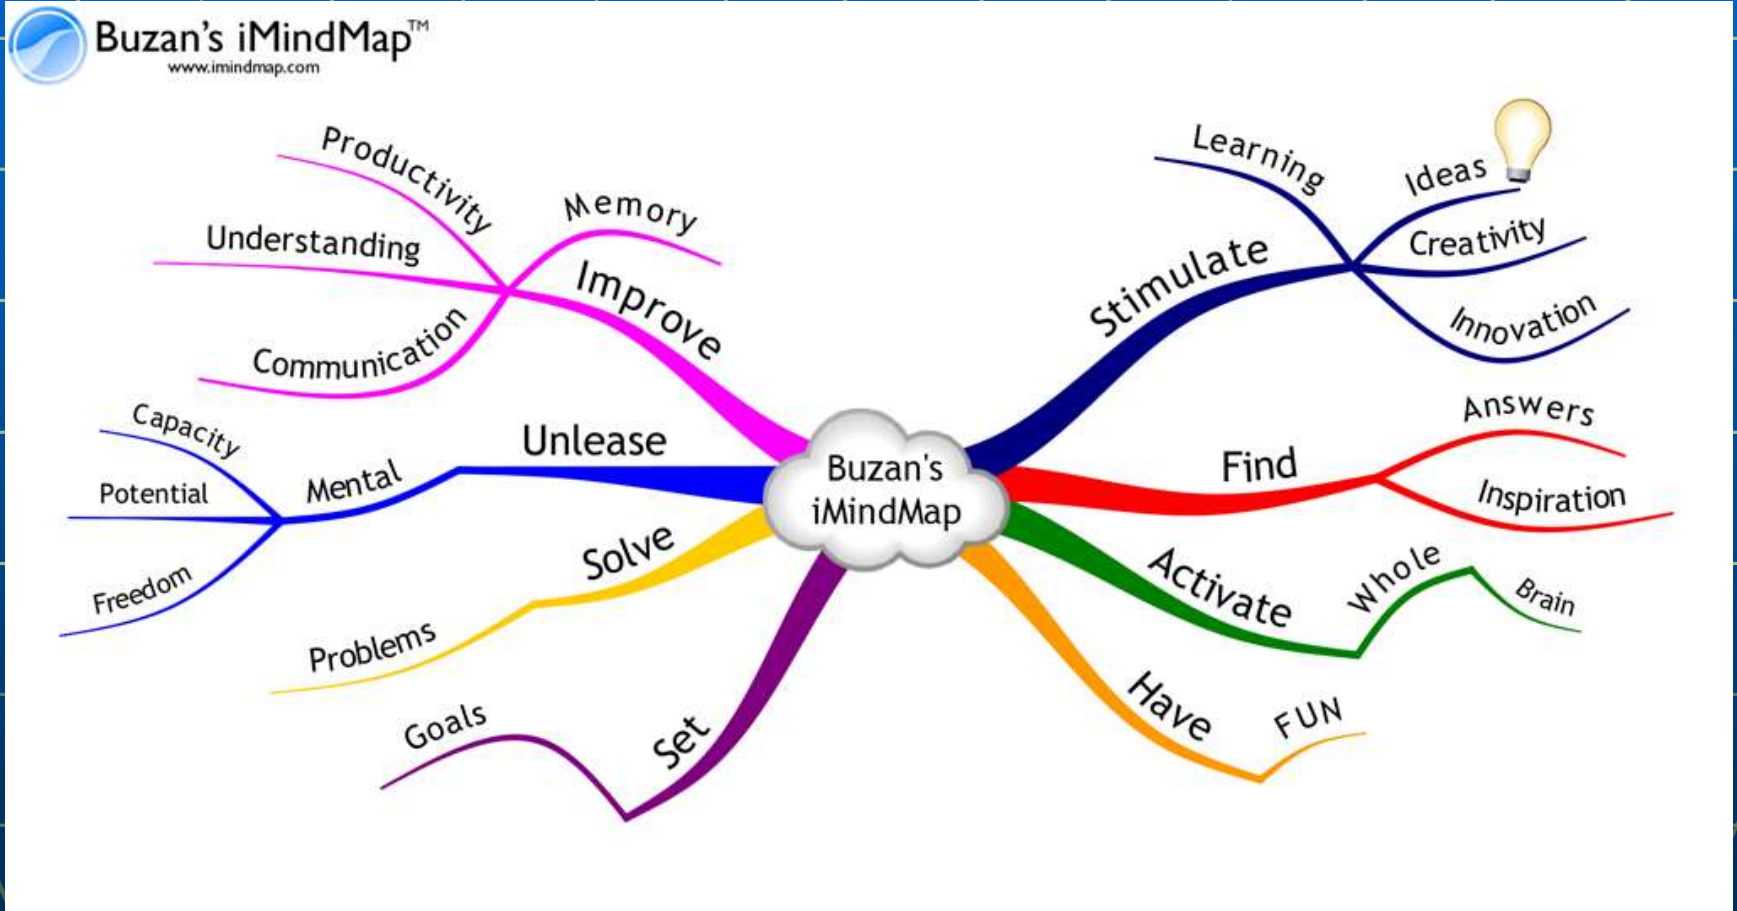 Buzan's iMindMap™
www.imindmap.com
Buzan's
iMindMap
Stimulate
Learning
Ideas
Creativity
Innovation
Find
Answers
Inspiration
Activate
Whole
Brain
Have
FUN
Set
Goals
Solve
Problems
Unlease
Mental
Capacity
Potential
Freedom
Improve
Productivity
Memory
Understanding
Communication